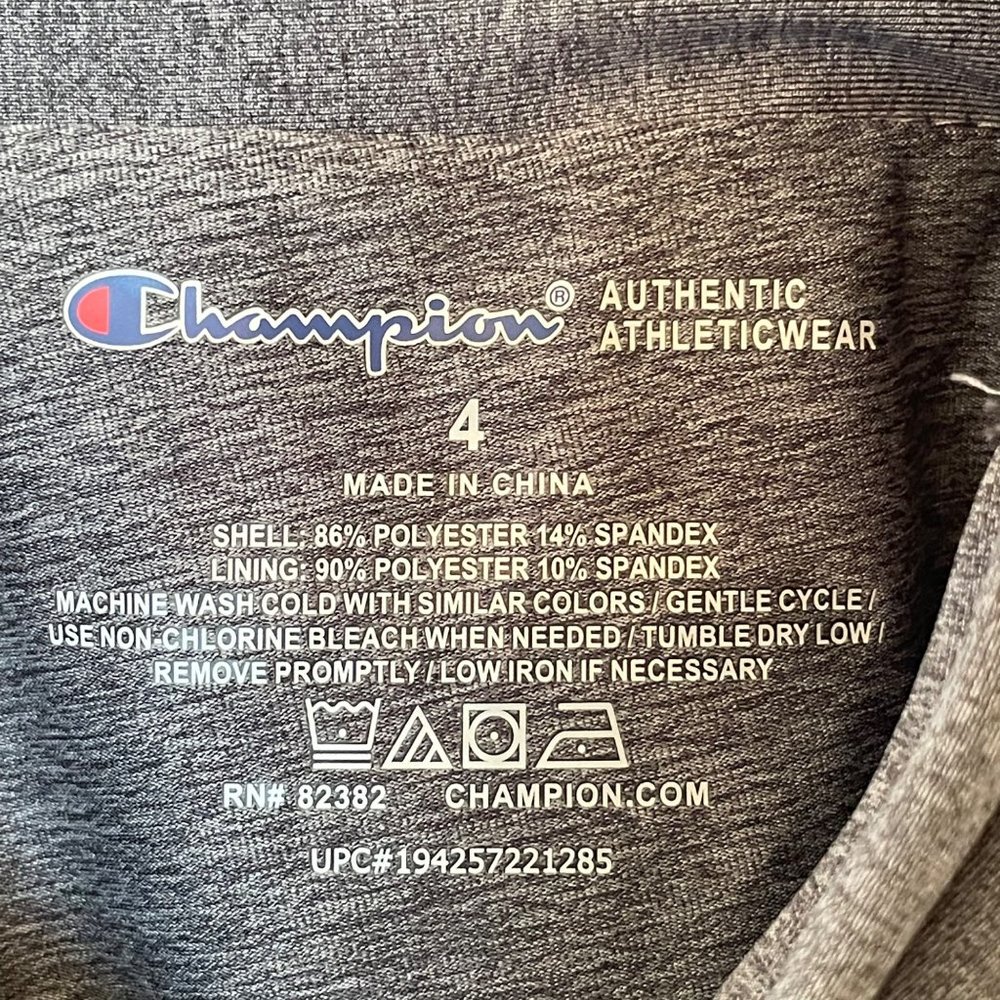 Champion® AUTHENTIC
ATHLETICWEAR
4
MADE IN CHINA
SHELL: 86% POLYESTER 14% SPANDEX
LINING: 90% POLYESTER 10% SPANDEX
MACHINE WASH COLD WITH SIMILAR COLORS / GENTLE CYCLE /
USE NON-CHLORINE BLEACH WHEN NEEDED / TUMBLE DRY LOW /
REMOVE PROMPTLY / LOW IRON IF NECESSARY
RN# 82382 CHAMPION.COM
UPC#194257221285